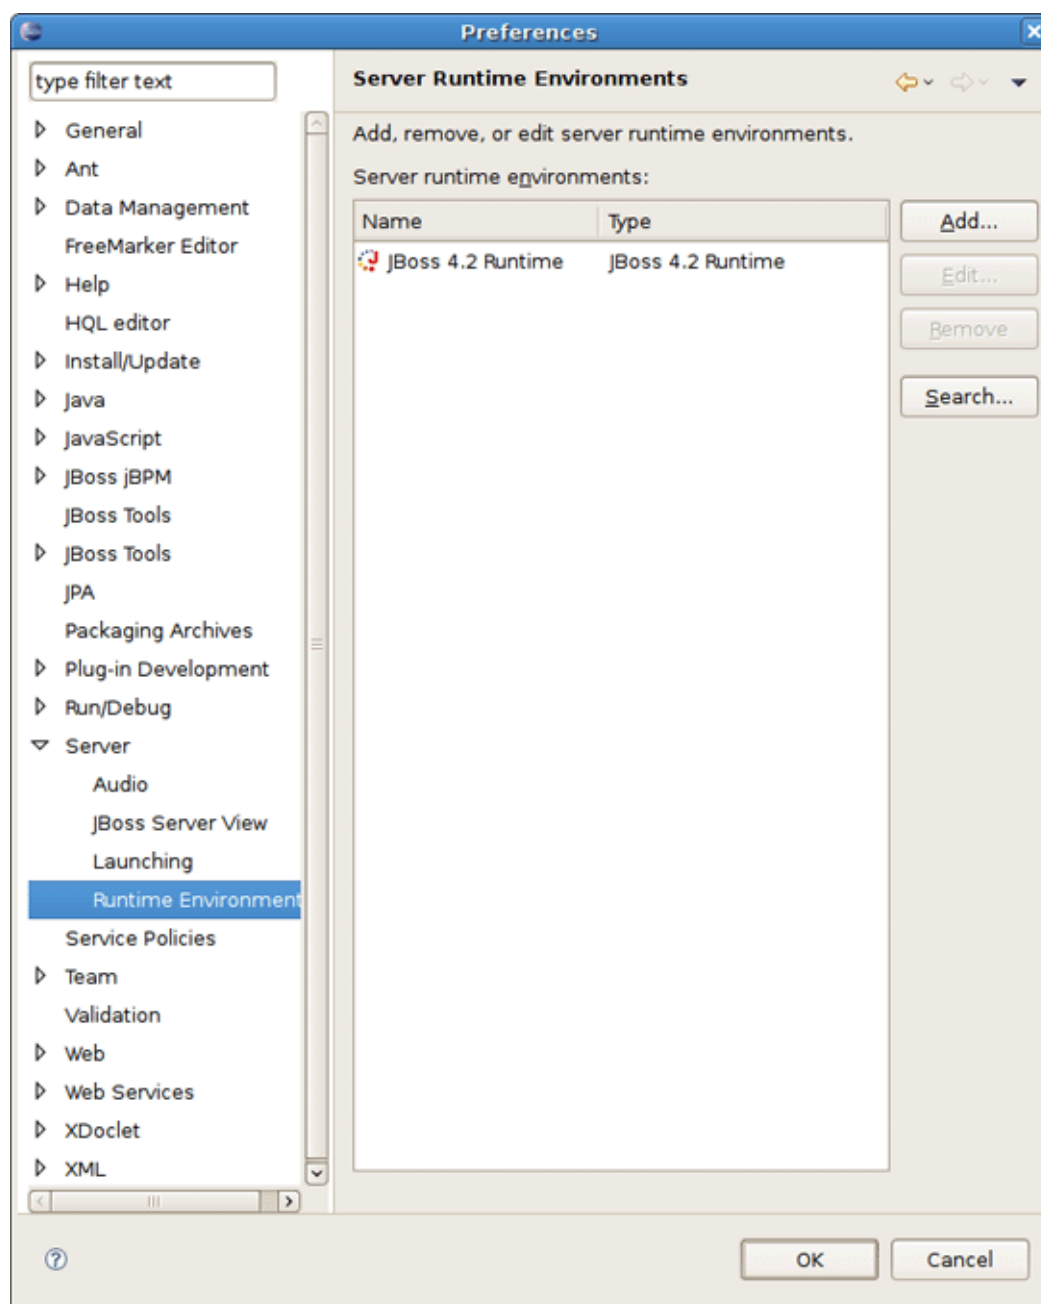 Preferences
type filter text
General
Ant
Data Management
FreeMarker Editor
Help
HQL editor
Install/Update
Java
JavaScript
JBoss jBPM
JBoss Tools
JBoss Tools
JPA
Packaging Archives
Plug-in Development
Run/Debug
Server
Audio
JBoss Server View
Launching
Runtime Environment
Service Policies
Team
Validation
Web
Web Services
XDoclet
XML
Server Runtime Environments
Add, remove, or edit server runtime environments.
Server runtime environments:
Name Type
JBoss 4.2 Runtime JBoss 4.2 Runtime
Add...
Edit...
Remove
Search...
OK Cancel